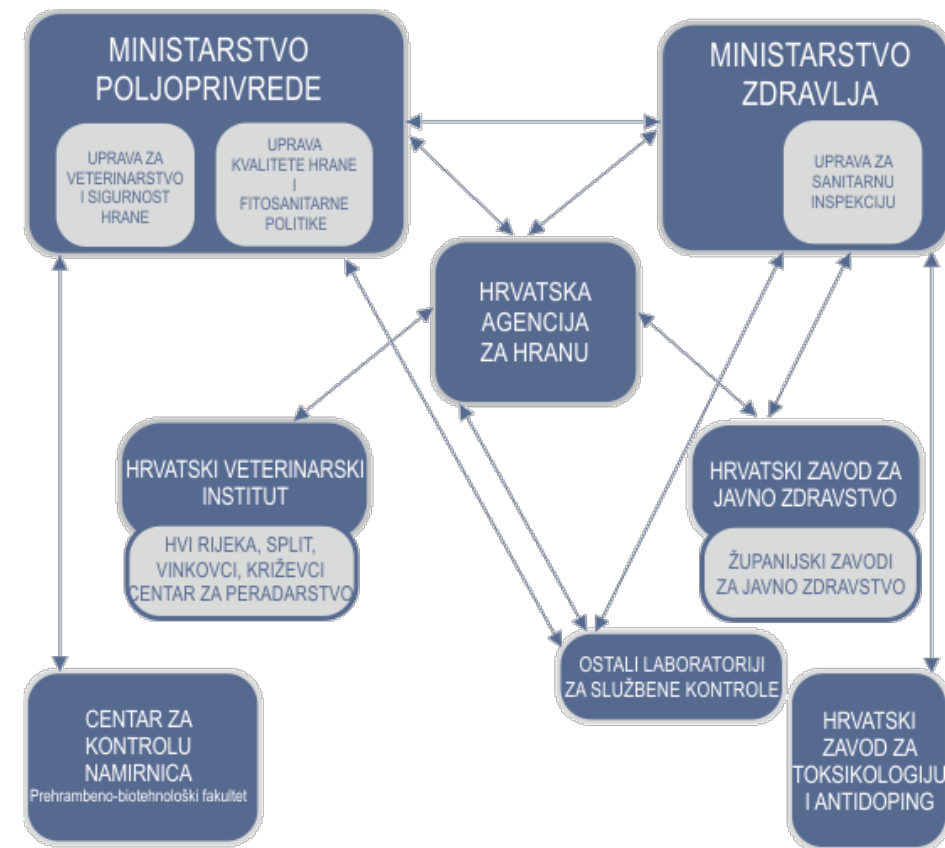 MINISTARSTVO
POLJOPRIVREDE
UPRAVA ZA
VETERINARSTVO
I SIGURNOST
HRANE
UPRAVA
KVALITETE HRANE
I
FITOSANITARNE
POLITIKE
MINISTARSTVO
ZDRAVLJA
UPRAVA ZA
SANITARNU
INSPEKCIJU
HRVATSKA
AGENCIJA
ZA HRANU
HRVATSKI VETERINARSKI
INSTITUT
HVI RIJEKA, SPLIT,
VINKOVCI, KRIŽEVCI
CENTAR ZA PERADARSTVO
HRVATSKI ZAVOD ZA
JAVNO ZDRAVSTVO
ŽUPANIJSKI ZAVODI
ZA JAVNO ZDRAVSTVO
OSTALI LABORATORIJI
ZA SLUŽBENE KONTROLE
CENTAR ZA
KONTROLU
NAMIRNICA
Prehrambeno-biotehnološki fakultet
HRVATSKI
ZAVOD ZA
TOKSIKOLOGIJU
I ANTIDOPING